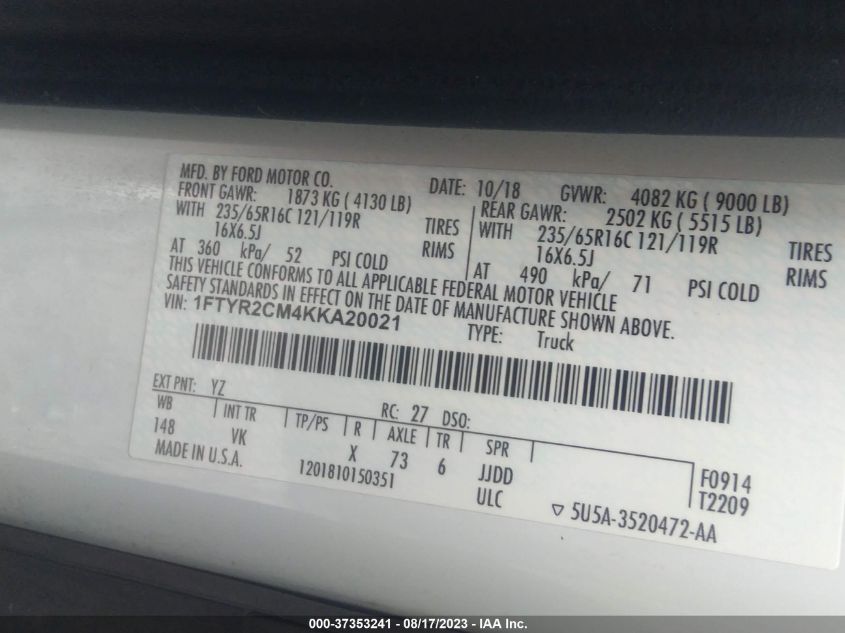 MFD. BY FORD MOTOR CO. DATE: 10/18 GVWR: 4082 KG ( 9000 LB)
FRONT GAWR: 1873 KG ( 4130 LB) REAR GAWR: 2502 KG ( 5515 LB)
WITH 235/65R16C 121/119R TIRES WITH 235/65R16C 121/119R TIRES
16X6.5J RIMS 16X6.5J RIMS
AT 360 kPa/ 52 PSI COLD AT 490 kPa/ 71 PSI COLD
THIS VEHICLE CONFORMS TO ALL APPLICABLE FEDERAL MOTOR VEHICLE
SAFETY STANDARDS IN EFFECT ON THE DATE OF MANUFACTURE SHOWN ABOVE.
VIN: 1FTYR2CM4KKA20021 TYPE: Truck
EXT PNT: YZ RC: 27 DSO:
WB INT TR TP/PS R AXLE TR SPR
148 VK X 73 6 JJDD F0914
MADE IN U.S.A. 1201810150351 ULC T2209
▽ 5U5A-3520472-AA
000-37353241 - 08/17/2023 - IAA Inc.